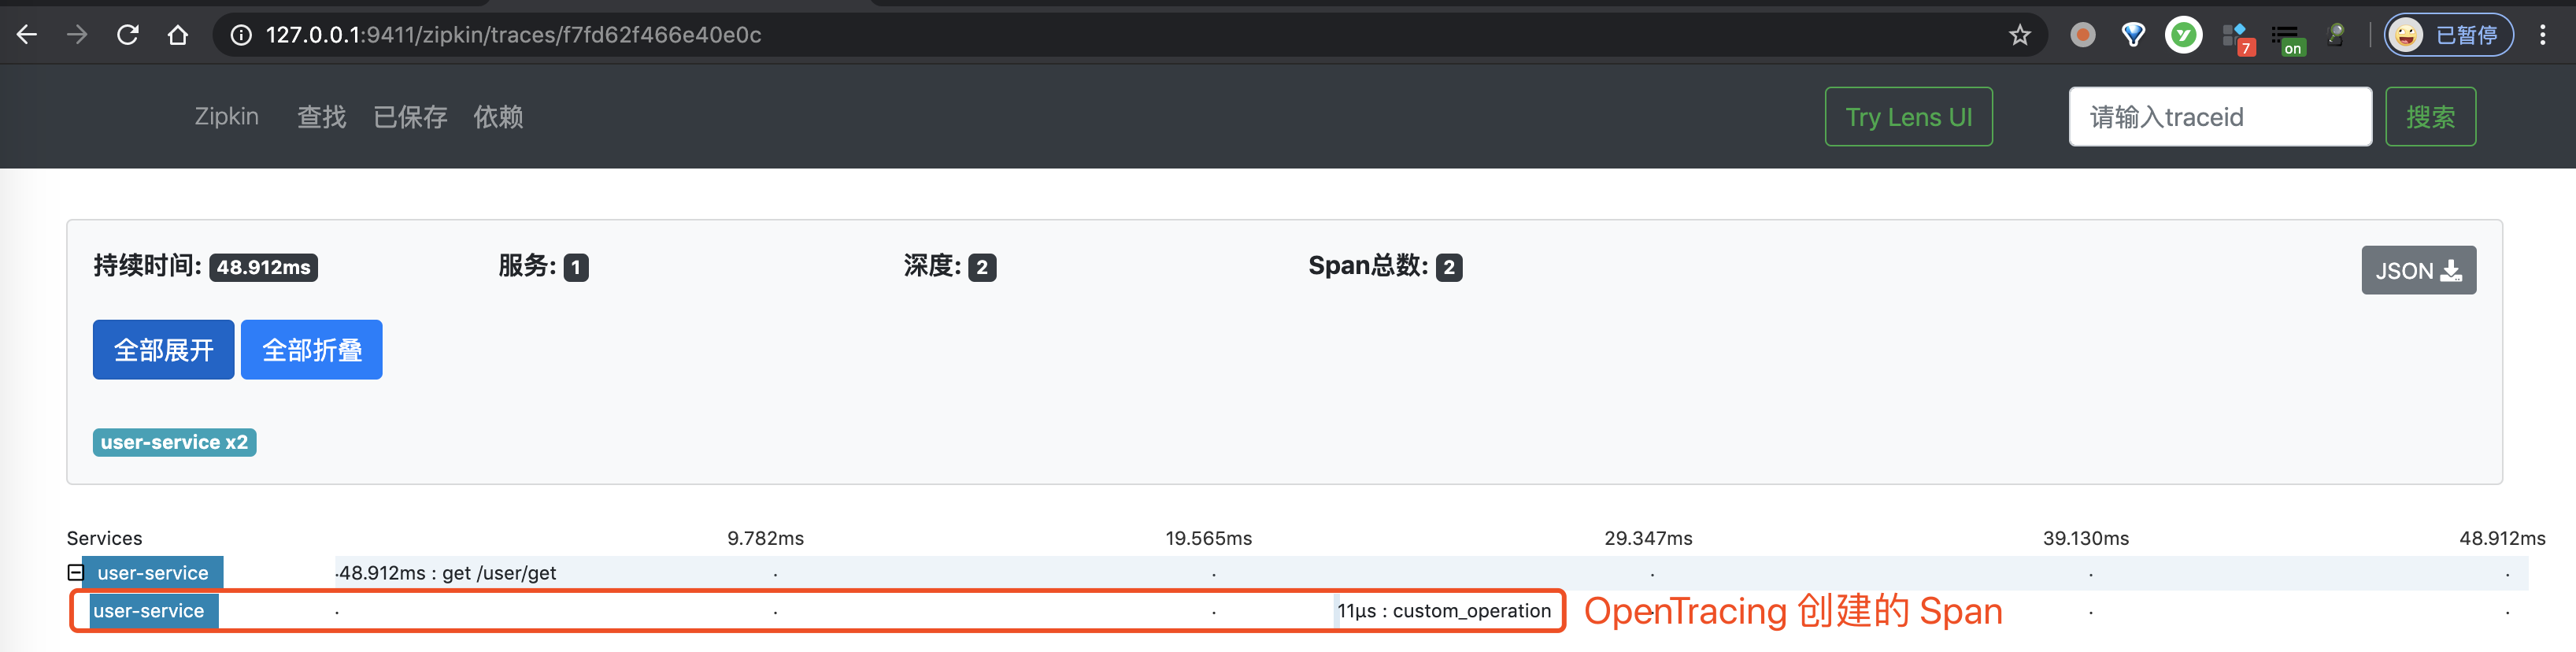 127.0.0.1:9411/zipkin/traces/f7fd62f466e40e0c
7
on
已暂停
Zipkin 查找 已保存 依赖 Try Lens UI 请输入traceid 搜索
持续时间: 48.912ms 服务: 1 深度: 2 Span总数: 2 JSON
全部展开 全部折叠
user-service x2
Services 9.782ms 19.565ms 29.347ms 39.130ms 48.912ms
user-service 48.912ms : get /user/get
user-service 11μs : custom_operation OpenTracing 创建的 Span